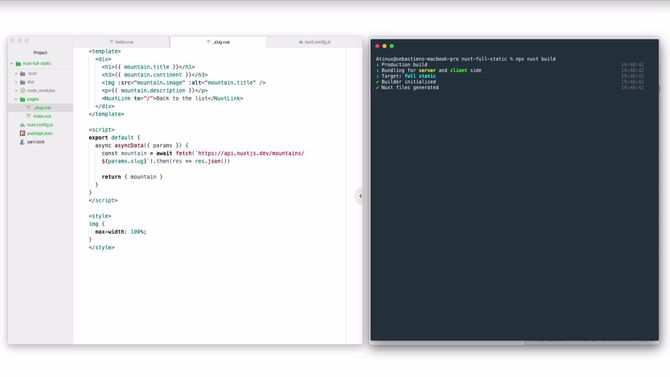 index.vue
_slug.vue
nuxt.config.js
Project
nuxt-full-static
.nuxt
dist
node_modules
pages
_slug.vue
index.vue
nuxt.config.js
package.json
yarn.lock
<template>
<div>
<h1>{{ mountain.title }}</h1>
<h3>{{ mountain.continent }}</h3>
<img :src="mountain.image" :alt="mountain.title" />
<p>{{ mountain.description }}</p>
<NuxtLink to="/">Back to the list</NuxtLink>
</div>
</template>
<script>
export default {
async asyncData({ params }) {
const mountain = await fetch(`https://api.nuxtjs.dev/mountains/
${params.slug}`).then(res => res.json())
return { mountain }
}
}
</script>
<style>
img {
max-width: 100%;
}
</style>
Atinux@sebastiens-macbook-pro nuxt-full-static % npx nuxt build
Production build 19:48:42
Bundling for server and client side 19:48:42
Target: full static 19:48:42
✔ Builder initialized 19:48:42
✔ Nuxt files generated 19:48:42